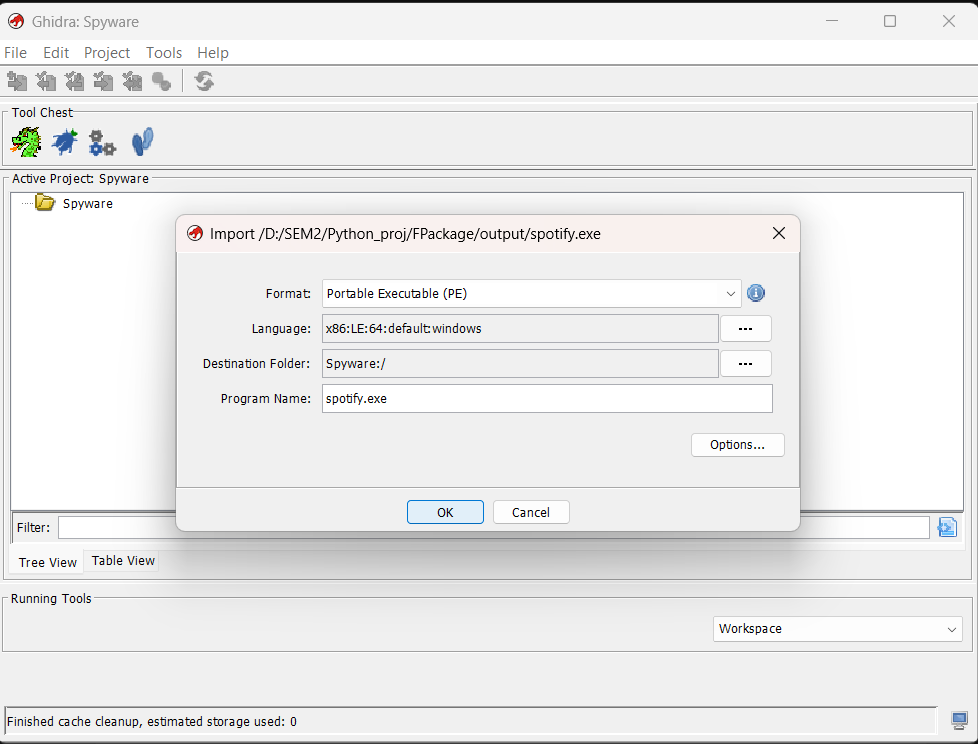 Ghidra: Spyware
File Edit Project Tools Help
Tool Chest
Active Project: Spyware
Spyware
Import /D:/SEM2/Python_proj/FPackage/output/spotify.exe
Format: Portable Executable (PE)
Language: x86:LE:64:default:windows ...
Destination Folder: Spyware:/ ...
Program Name: spotify.exe
Options...
OK Cancel
Filter:
Tree View Table View
Running Tools
Workspace
Finished cache cleanup, estimated storage used: 0